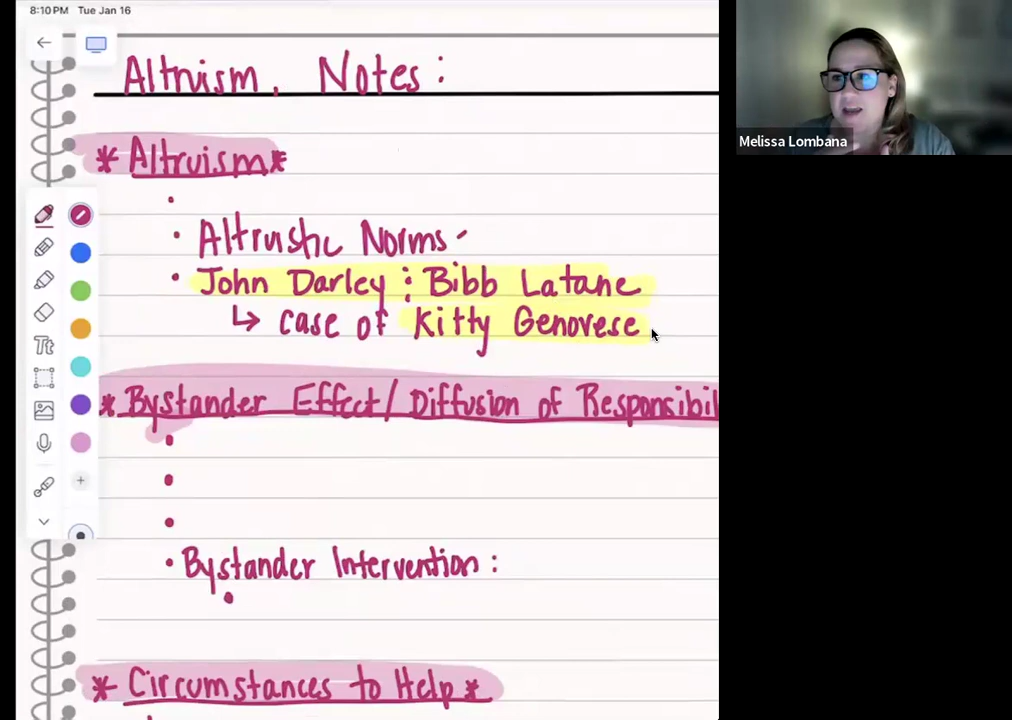 8:10 PM Tue Jan 16
Altruism Notes:
Melissa Lombana
* Altruism *
• Altruistic Norms -
• John Darley : Bibb Latane
↳ case of Kitty Genovese
* Bystander Effect / Diffusion of Responsibil
Tt
• Bystander Intervention :
* Circumstances to Help *